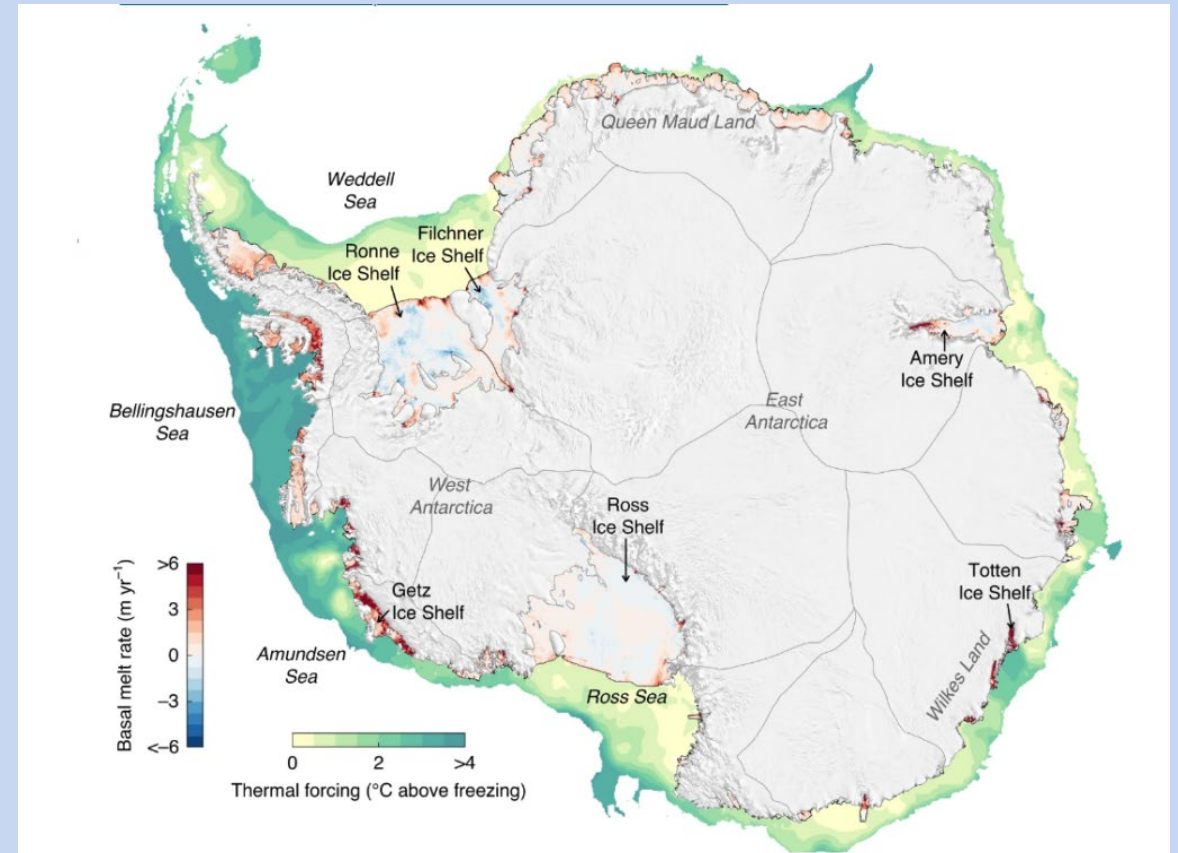 Queen Maud Land
Weddell
Sea
Filchner
Ice Shelf
Ronne
Ice Shelf
Amery
Ice Shelf
East
Antarctica
Bellingshausen
Sea
West
Antarctica
Ross
Ice Shelf
Totten
Ice Shelf
Getz
Ice Shelf
Wilkes Land
Amundsen
Sea
Ross Sea
Basal melt rate (m yr⁻¹)
>6
3
0
–3
<–6
0
2
>4
Thermal forcing (°C above freezing)